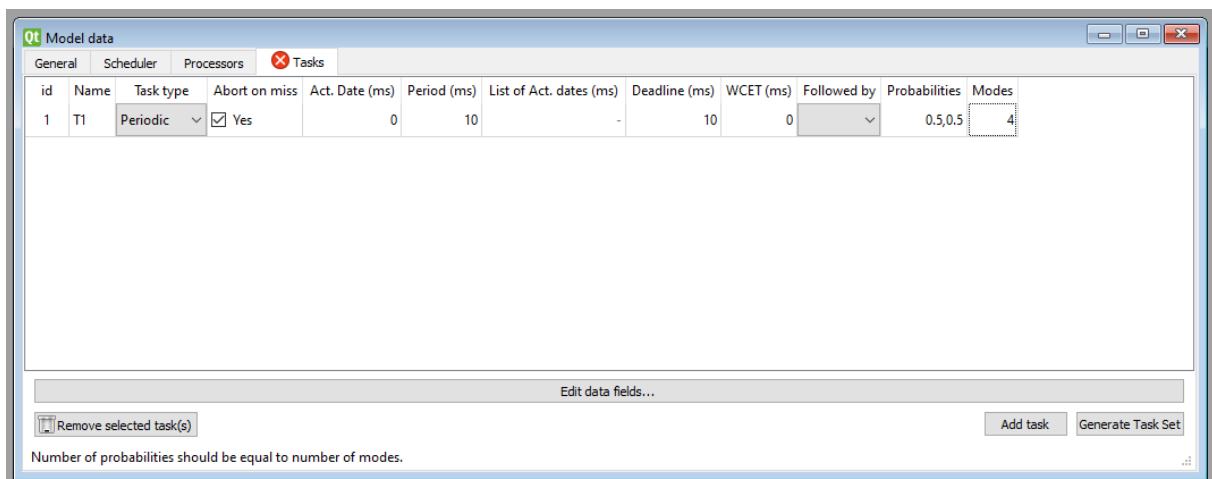 Qt Model data
General Scheduler Processors Tasks
id Name Task type Abort on miss Act. Date (ms) Period (ms) List of Act. dates (ms) Deadline (ms) WCET (ms) Followed by Probabilities Modes
1 T1 Periodic Yes 0 10 - 10 0 0.5,0.5 4
Edit data fields...
Remove selected task(s) Add task Generate Task Set
Number of probabilities should be equal to number of modes.